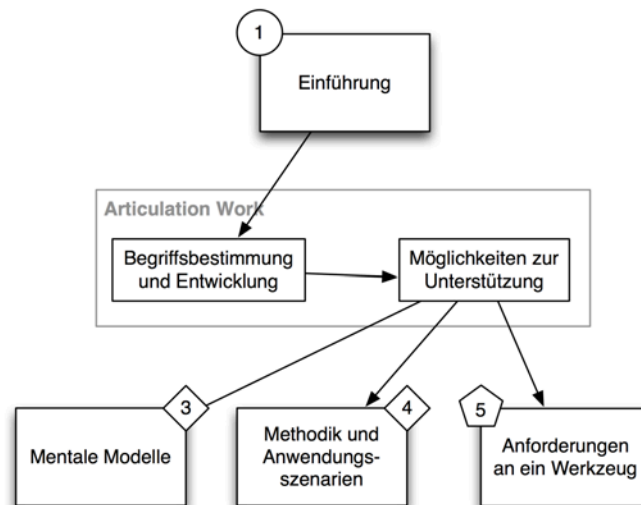 1
Einführung
Articulation Work
Begriffsbestimmung
und Entwicklung
Möglichkeiten zur
Unterstützung
3
Mentale Modelle
4
Methodik und
Anwendungs-
szenarien
5
Anforderungen
an ein Werkzeug